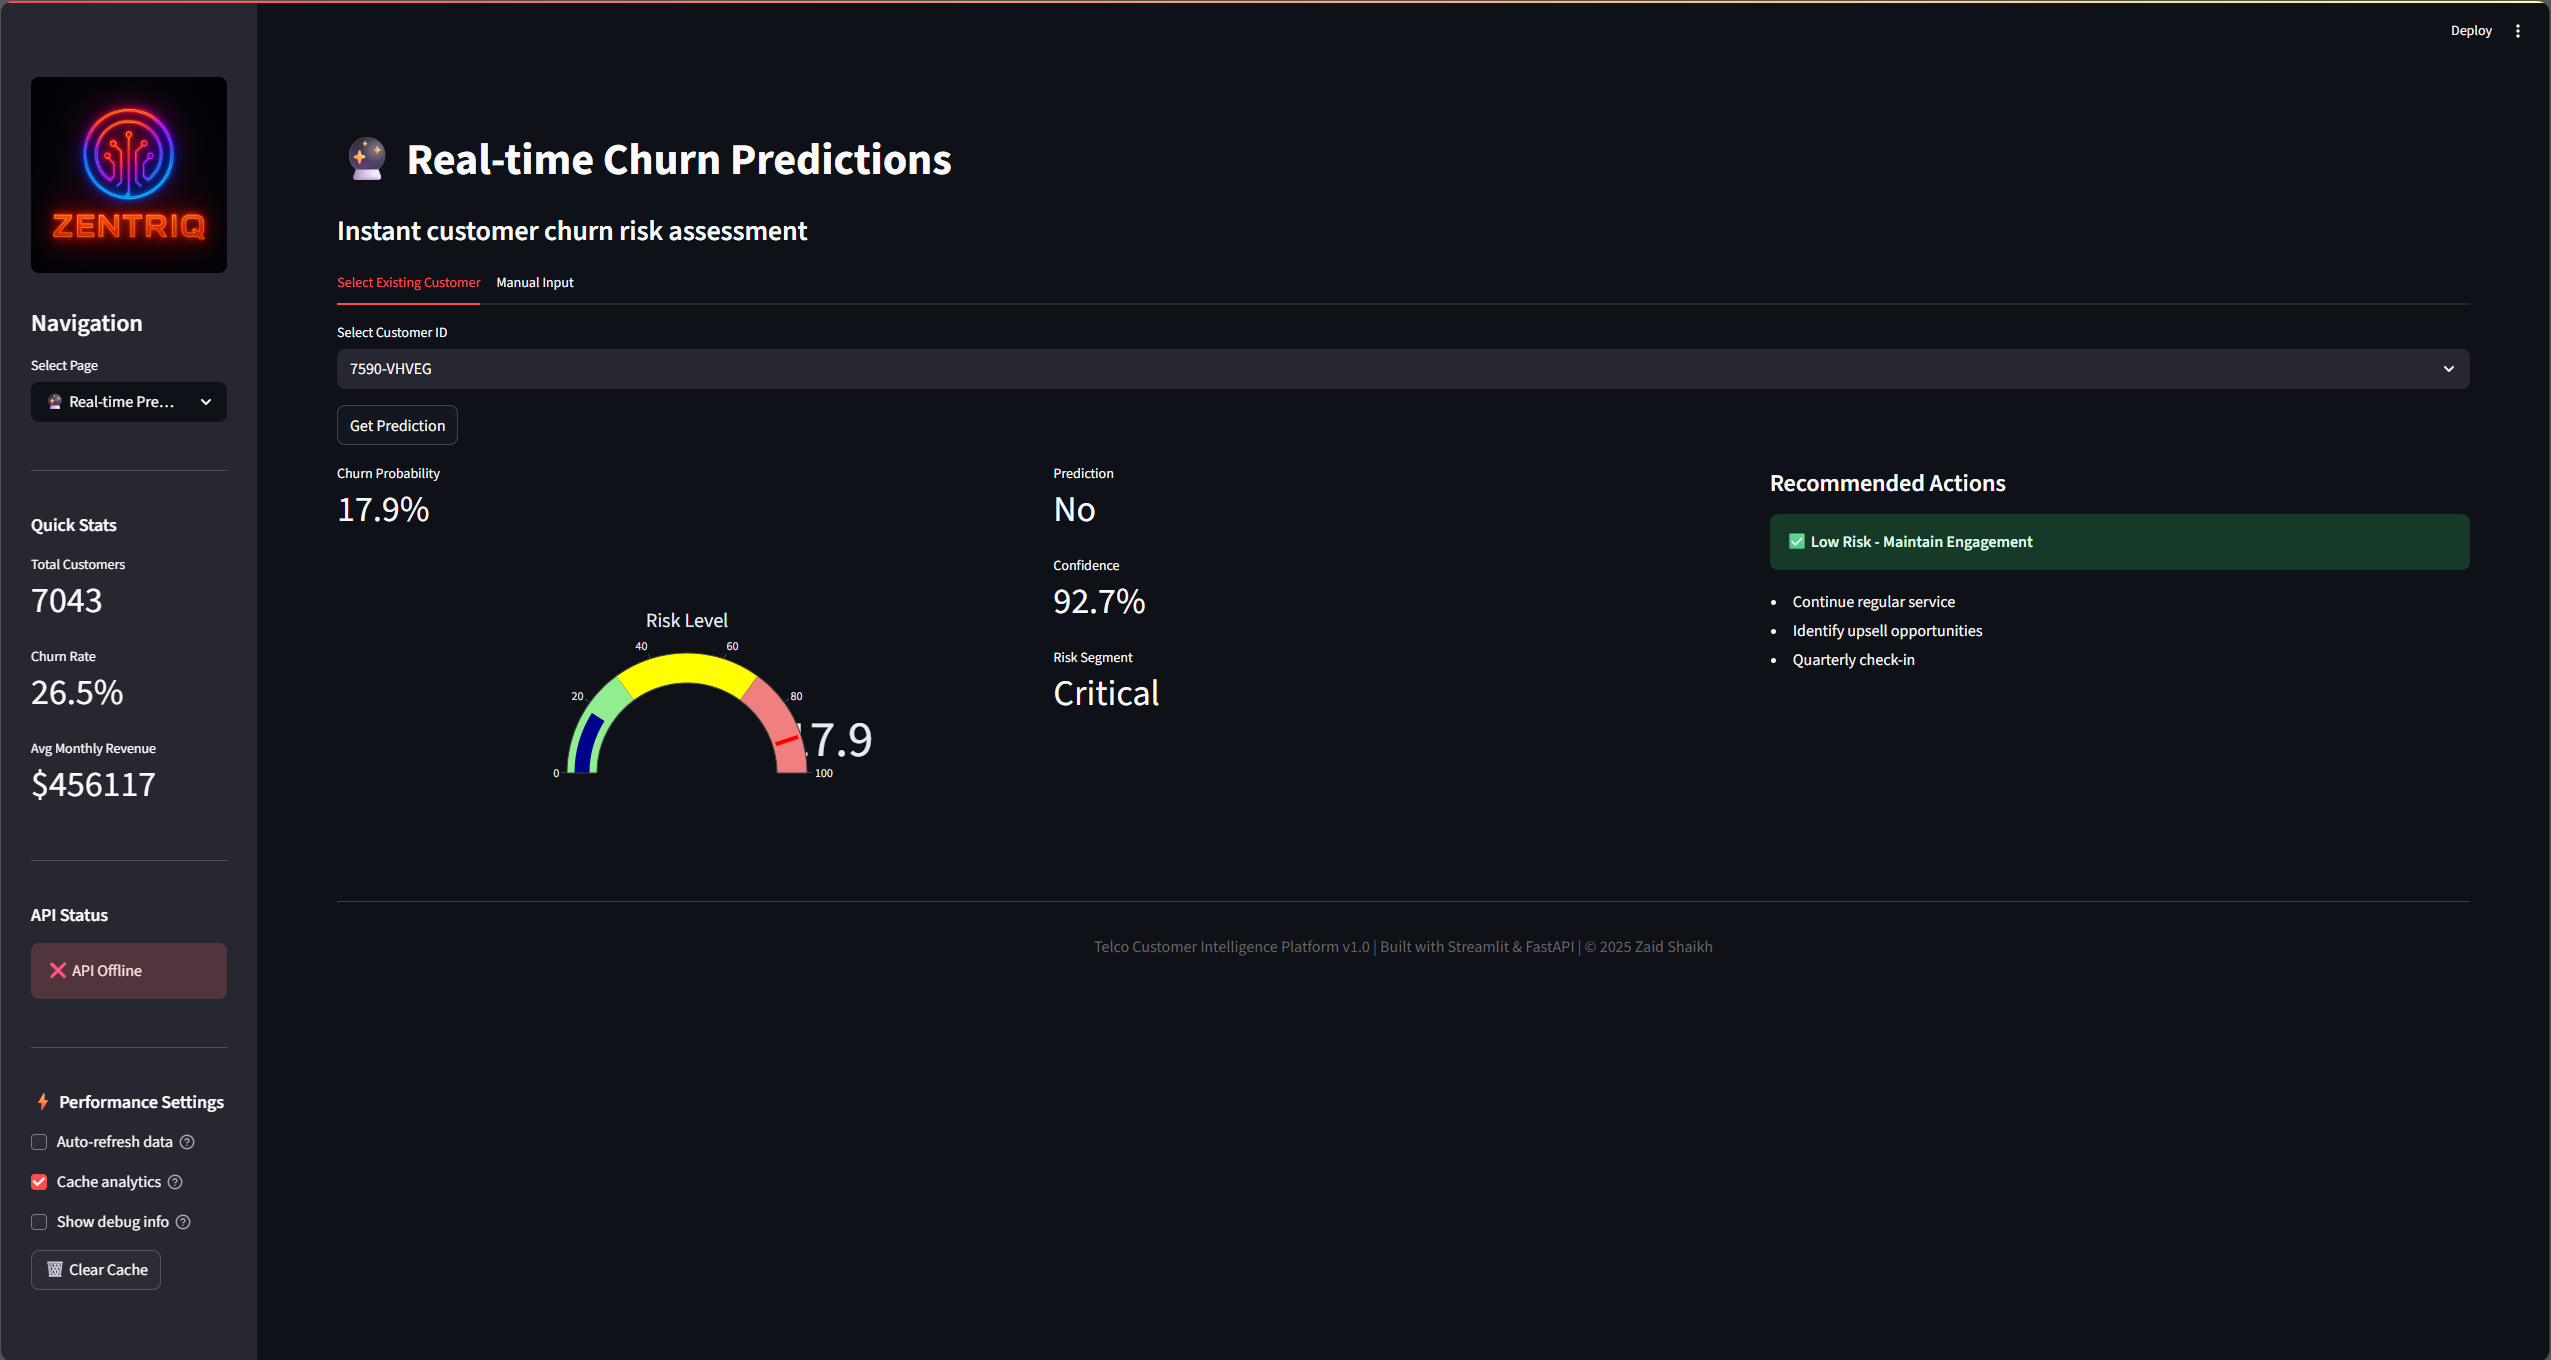 Deploy
ZENTRIQ
Navigation
Select Page
Real-time Pre...
Quick Stats
Total Customers
7043
Churn Rate
26.5%
Avg Monthly Revenue
$456117
API Status
API Offline
Performance Settings
Auto-refresh data
Cache analytics
Show debug info
Clear Cache
Real-time Churn Predictions
Instant customer churn risk assessment
Select Existing Customer Manual Input
Select Customer ID
7590-VHVEG
Get Prediction
Churn Probability
17.9%
Risk Level
0
20
40
60
80
100
17.9
Prediction
No
Confidence
92.7%
Risk Segment
Critical
Recommended Actions
Low Risk - Maintain Engagement
Continue regular service
Identify upsell opportunities
Quarterly check-in
Telco Customer Intelligence Platform v1.0 | Built with Streamlit & FastAPI | © 2025 Zaid Shaikh